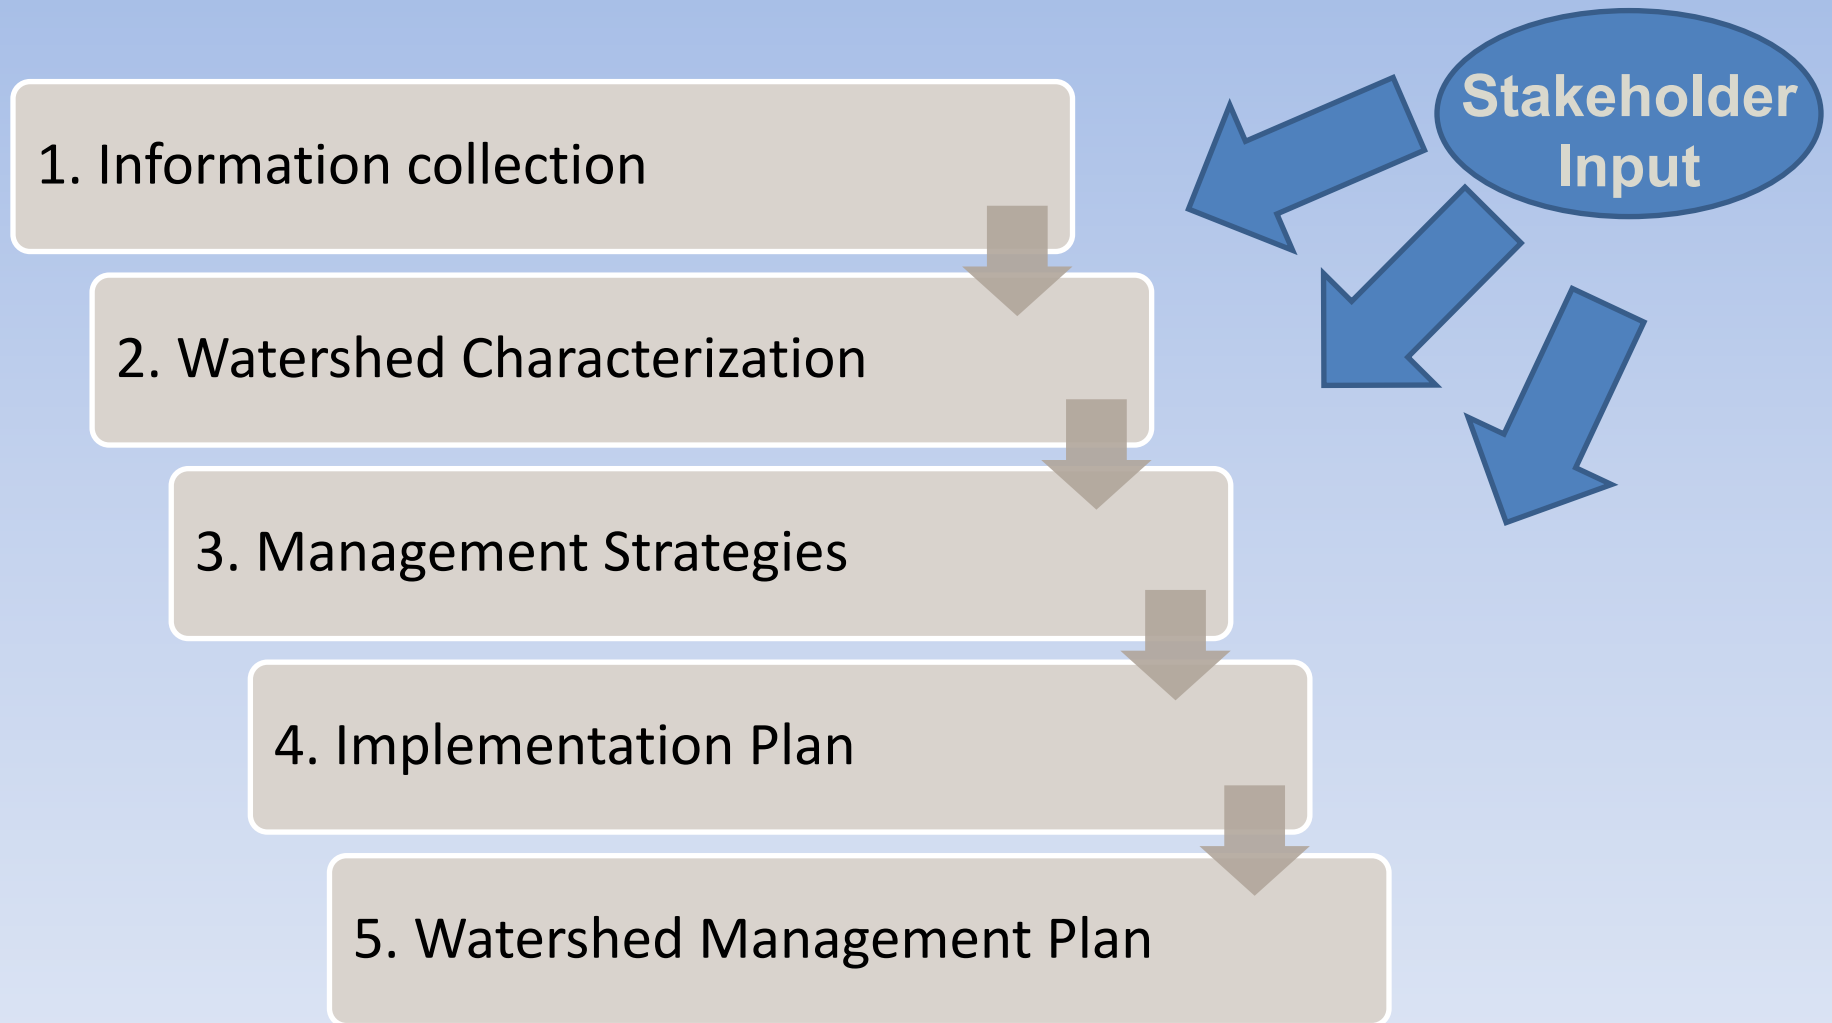 Stakeholder
Input
1. Information collection
2. Watershed Characterization
3. Management Strategies
4. Implementation Plan
5. Watershed Management Plan